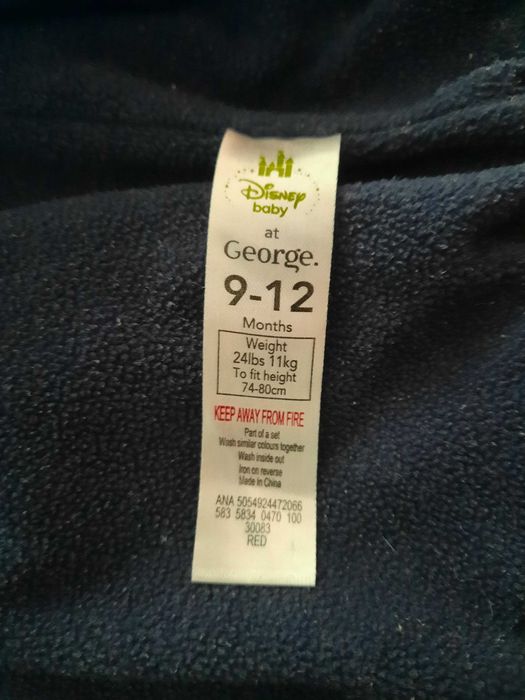 Disney
baby
at
George.
9-12
Months
Weight
24lbs 11kg
To fit height
74-80cm
KEEP AWAY FROM FIRE
Part of a set
Wash similar colours together
Wash inside out
Iron on reverse
Made in China
ANA 5054924472066
583 5834 0470 100
30083
RED